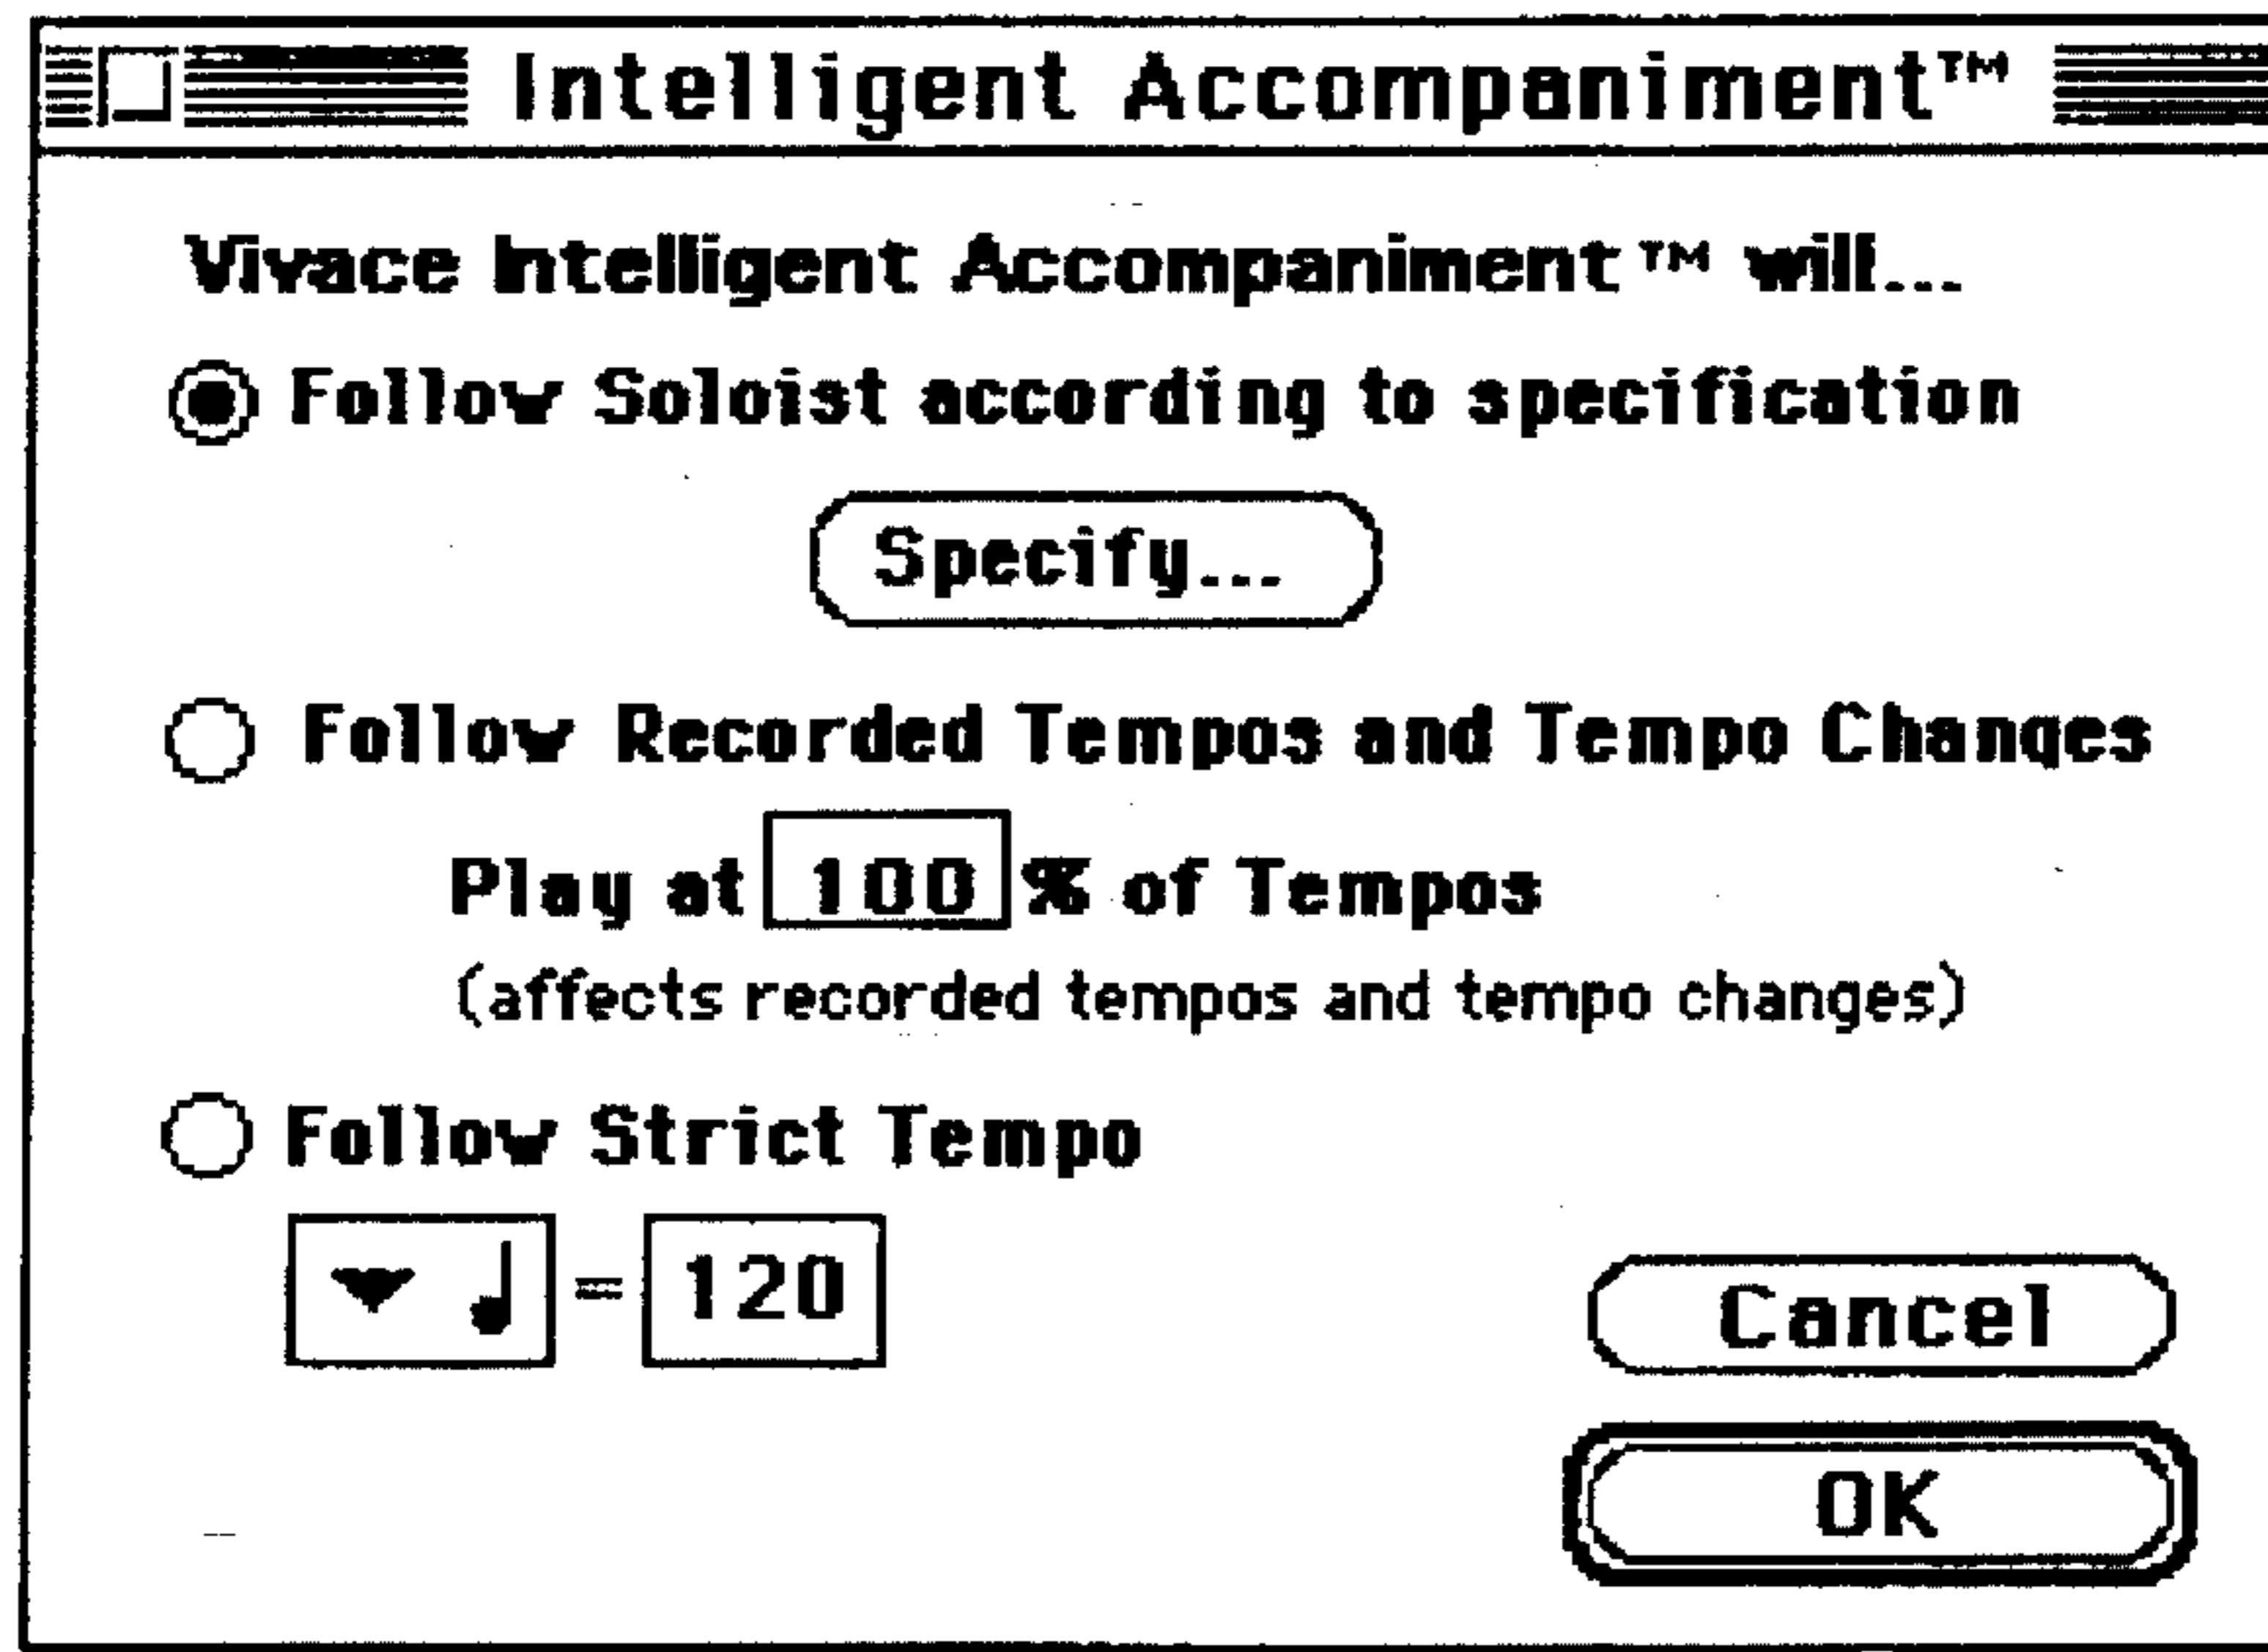 Intelligent Accompaniment™
Vivace Intelligent Accompaniment™ will...
Follow Soloist according to specification
Specify...
Follow Recorded Tempos and Tempo Changes
Play at 100 % of Tempos
(affects recorded tempos and tempo changes)
Follow Strict Tempo
♩ = 120
Cancel
OK